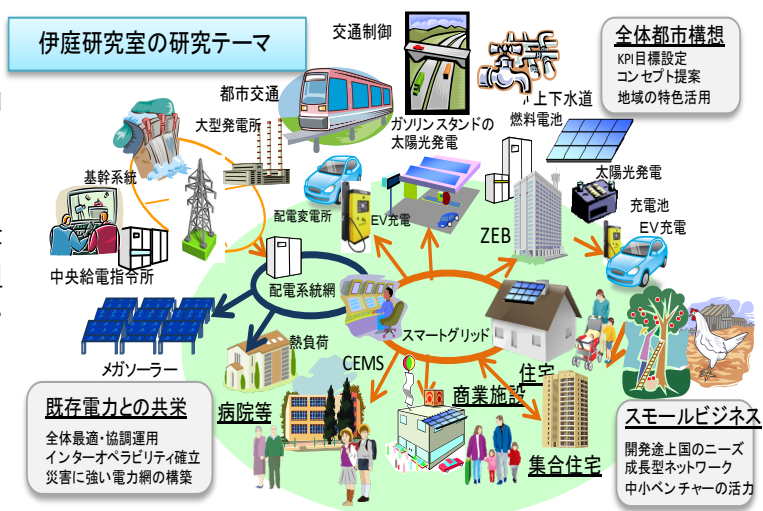 伊庭研究室の研究テーマ
交通制御
全体都市構想
KPI目標設定
コンセプト提案
地域の特色活用
都市交通
上下水道
燃料電池
大型発電所
ガソリンスタンドの
太陽光発電
基幹系統
太陽光発電
充電池
EV充電
配電変電所
EV充電
ZEB
中央給電指令所
配電系統網
スマートグリッド
熱負荷
メガソーラー
CEMS
住宅
商業施設
既存電力との共栄
全体最適・協調運用
インターオペラビリティ確立
災害に強い電力網の構築
病院等
集合住宅
スモールビジネス
開発途上国のニーズ
成長型ネットワーク
中小ベンチャーの活力